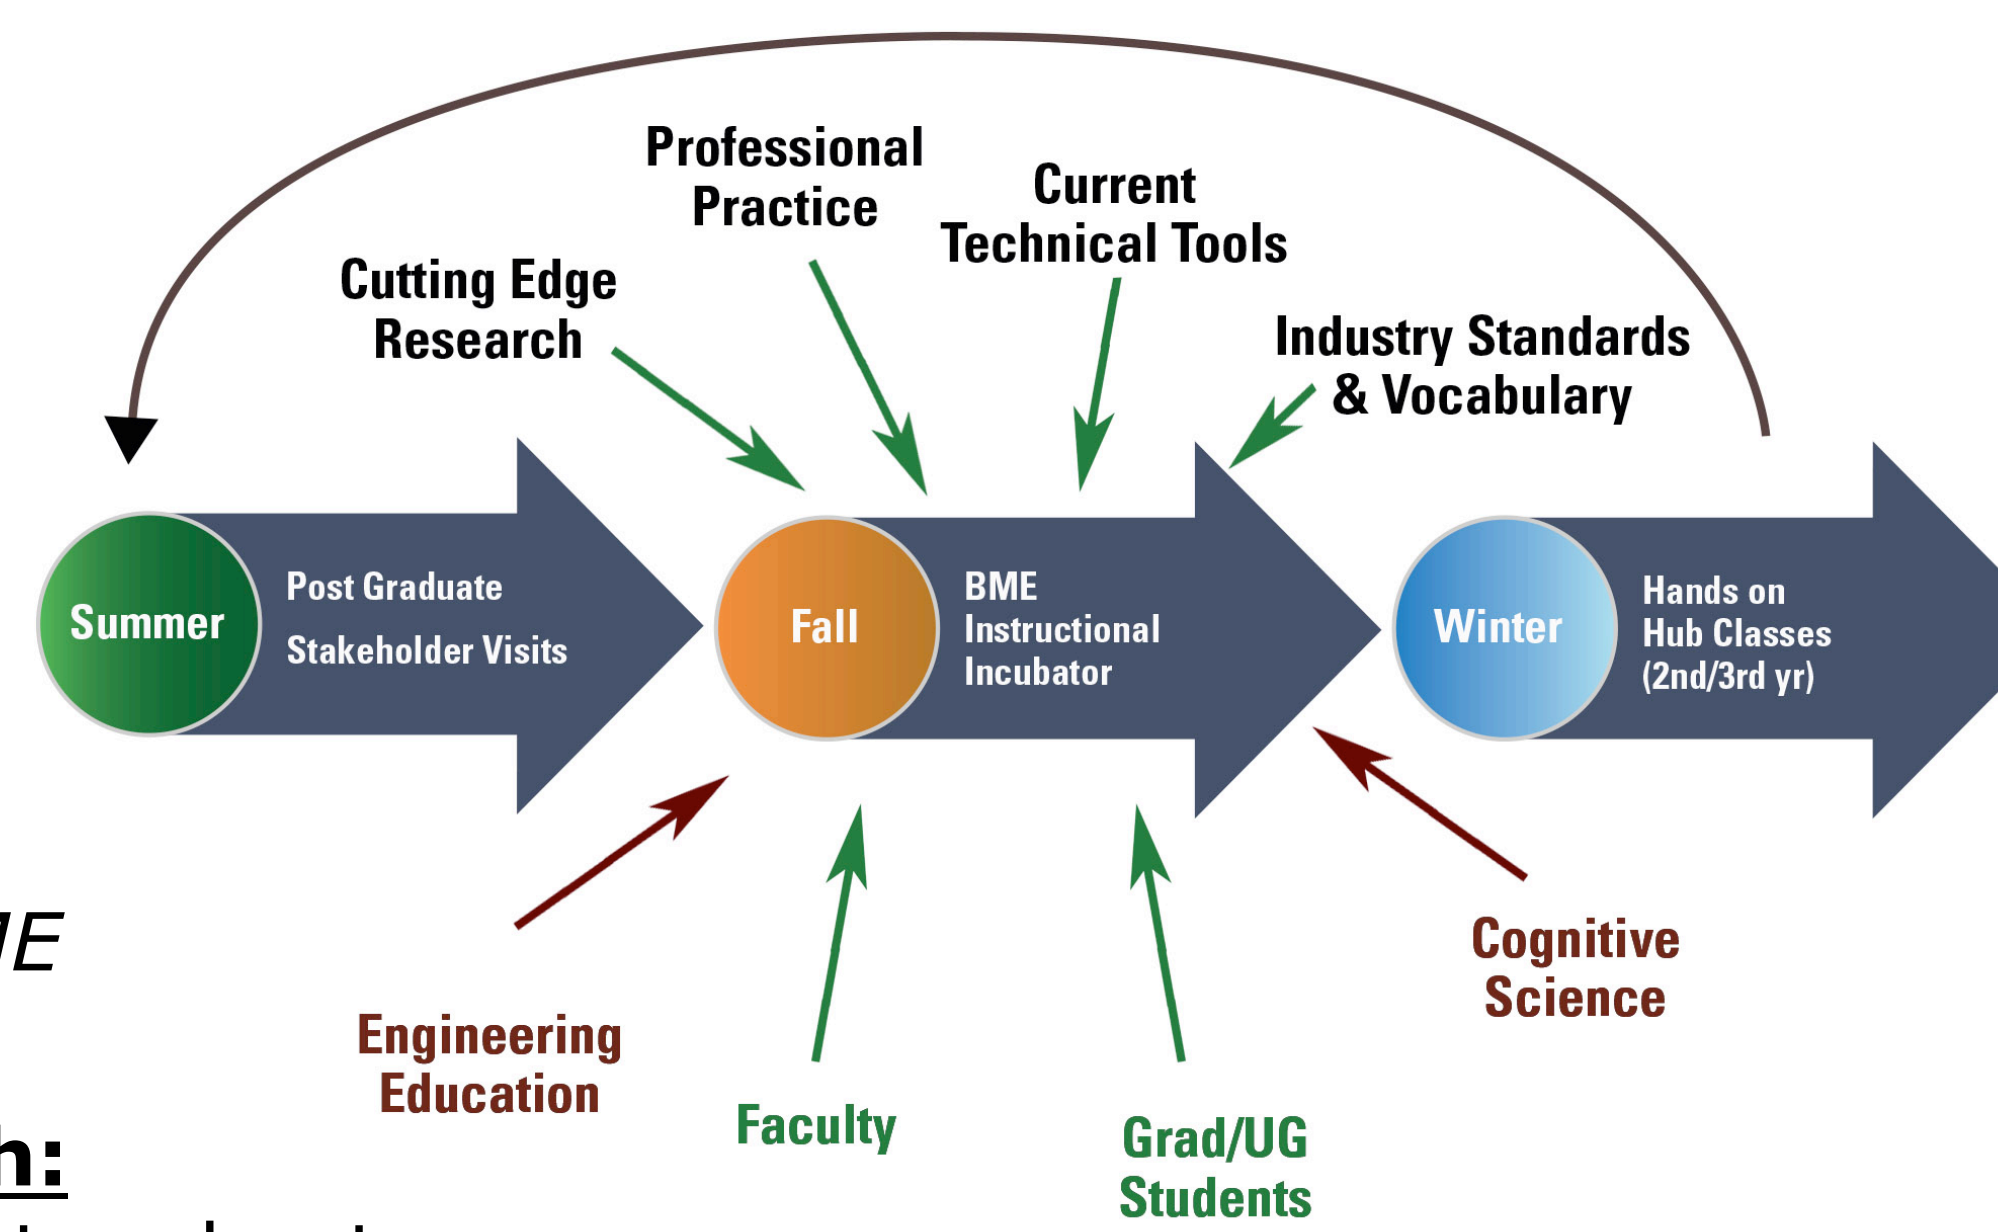 Professional
Practice
Current
Technical Tools
Cutting Edge
Research
Industry Standards
& Vocabulary
Summer
Post Graduate
Stakeholder Visits
Fall
BME
Instructional
Incubator
Winter
Hands on
Hub Classes
(2nd/3rd yr)
Engineering
Education
Faculty
Grad/UG
Students
Cognitive
Science
h: